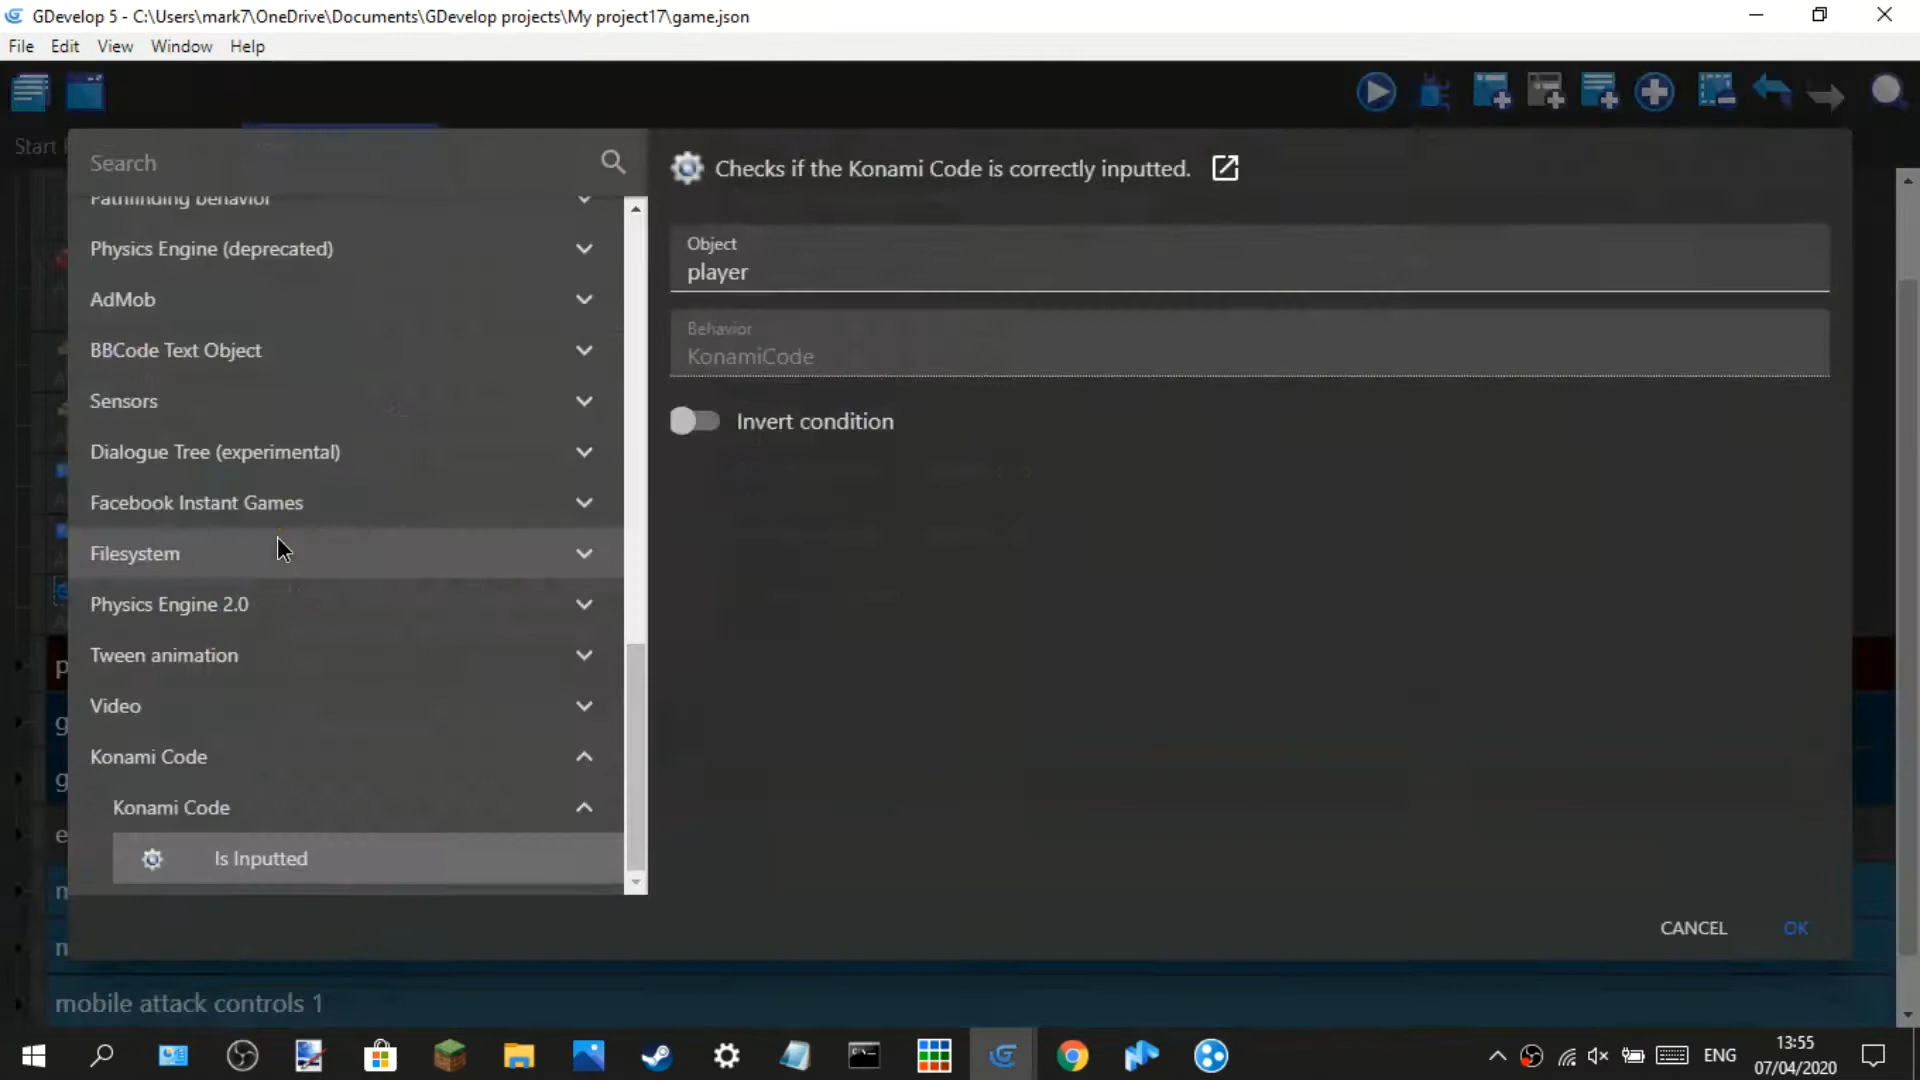 GDevelop 5 - C:\Users\mark7\OneDrive\Documents\GDevelop projects\My project17\game.json
File Edit View Window Help
Start
Search
Pathfinding behavior
Physics Engine (deprecated)
AdMob
BBCode Text Object
Sensors
Dialogue Tree (experimental)
Facebook Instant Games
Filesystem
Physics Engine 2.0
Tween animation
Video
Konami Code
Konami Code
Is Inputted
Checks if the Konami Code is correctly inputted.
Object
player
Behavior
KonamiCode
Invert condition
CANCEL OK
p
g
g
e
m
m
mobile attack controls 1
ENG
13:55
07/04/2020